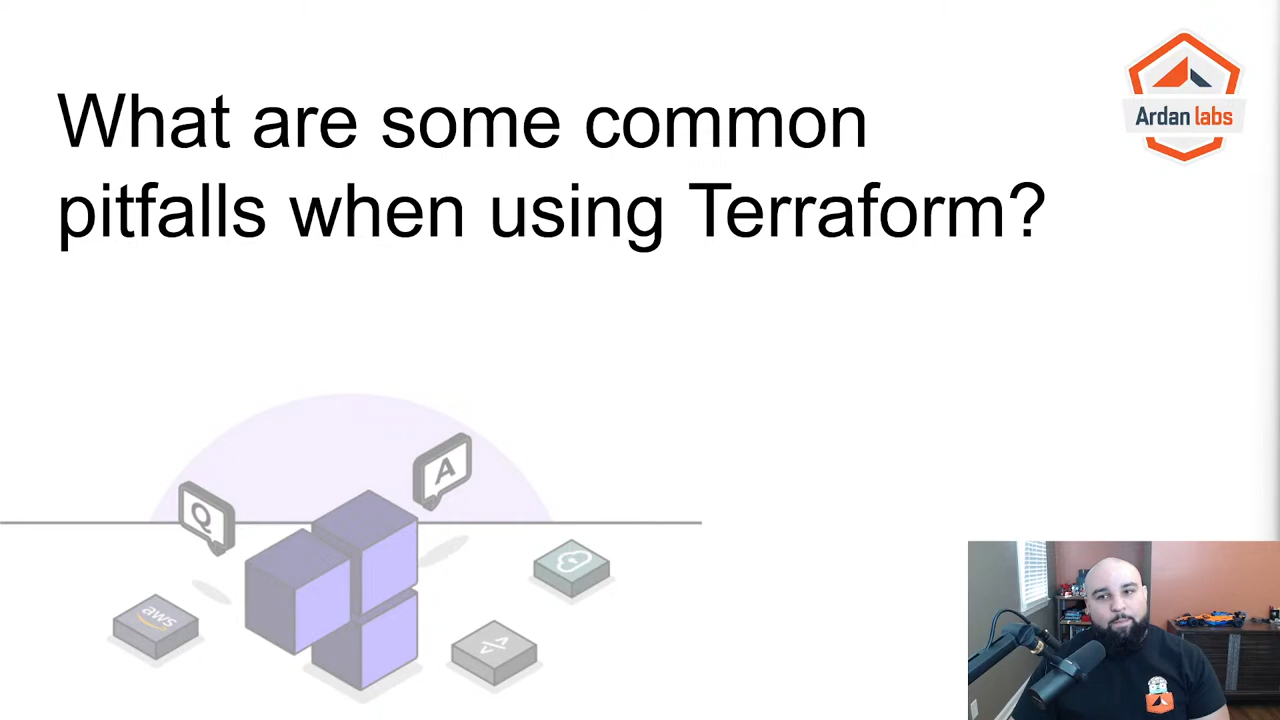 What are some common
pitfalls when using Terraform?
Ardan labs
A
Q
aws